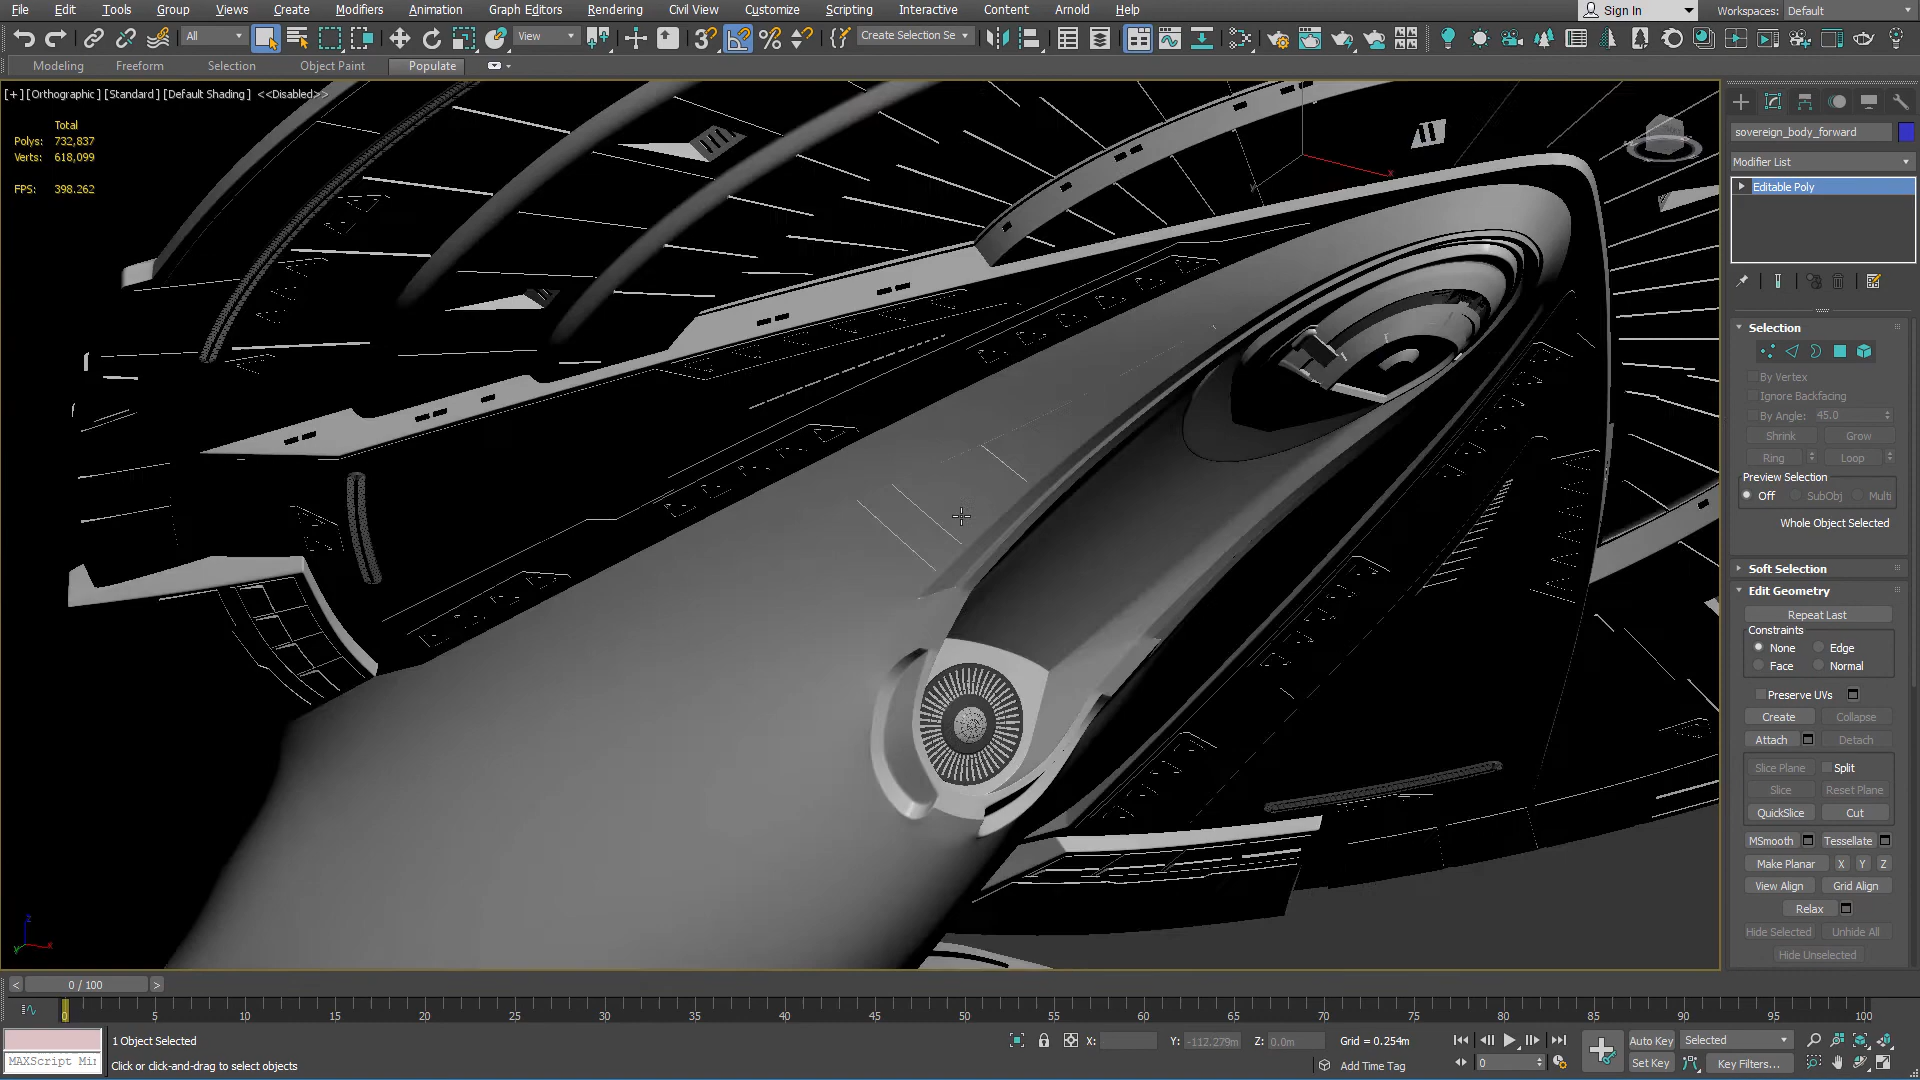 File Edit Tools Group Views Create Modifiers Animation Graph Editors Rendering Civil View Customize Scripting Interactive Content Arnold Help Sign In Workspaces: Default
All View Create Selection Se
Modeling Freeform Selection Object Paint Populate
[+] [Orthographic] [Standard] [Default Shading] <<Disabled>>
Total
Polys: 732,837
Verts: 618,099
FPS: 398.262
sovereign_body_forward
Modifier List
Editable Poly
Selection
By Vertex
Ignore Backfacing
By Angle: 45.0
Shrink Grow
Ring Loop
Preview Selection
Off SubObj Multi
Whole Object Selected
Soft Selection
Edit Geometry
Repeat Last
Constraints
None Edge
Face Normal
Preserve UVs
Create Collapse
Attach Detach
Slice Plane Split
Slice Reset Plane
QuickSlice Cut
MSmooth Tessellate
Make Planar X Y Z
View Align Grid Align
Relax
Hide Selected Unhide All
Hide Unselected
x
y
z
x
y
< 0 / 100 >
0 5 10 15 20 25 30 35 40 45 50 55 60 65 70 75 80 85 90 95 100
1 Object Selected X: Y: -112.279m Z: 0.0m Grid = 0.254m Auto Key Selected
MAXScript Mi Click or click-and-drag to select objects Add Time Tag 0 Set Key Key Filters...